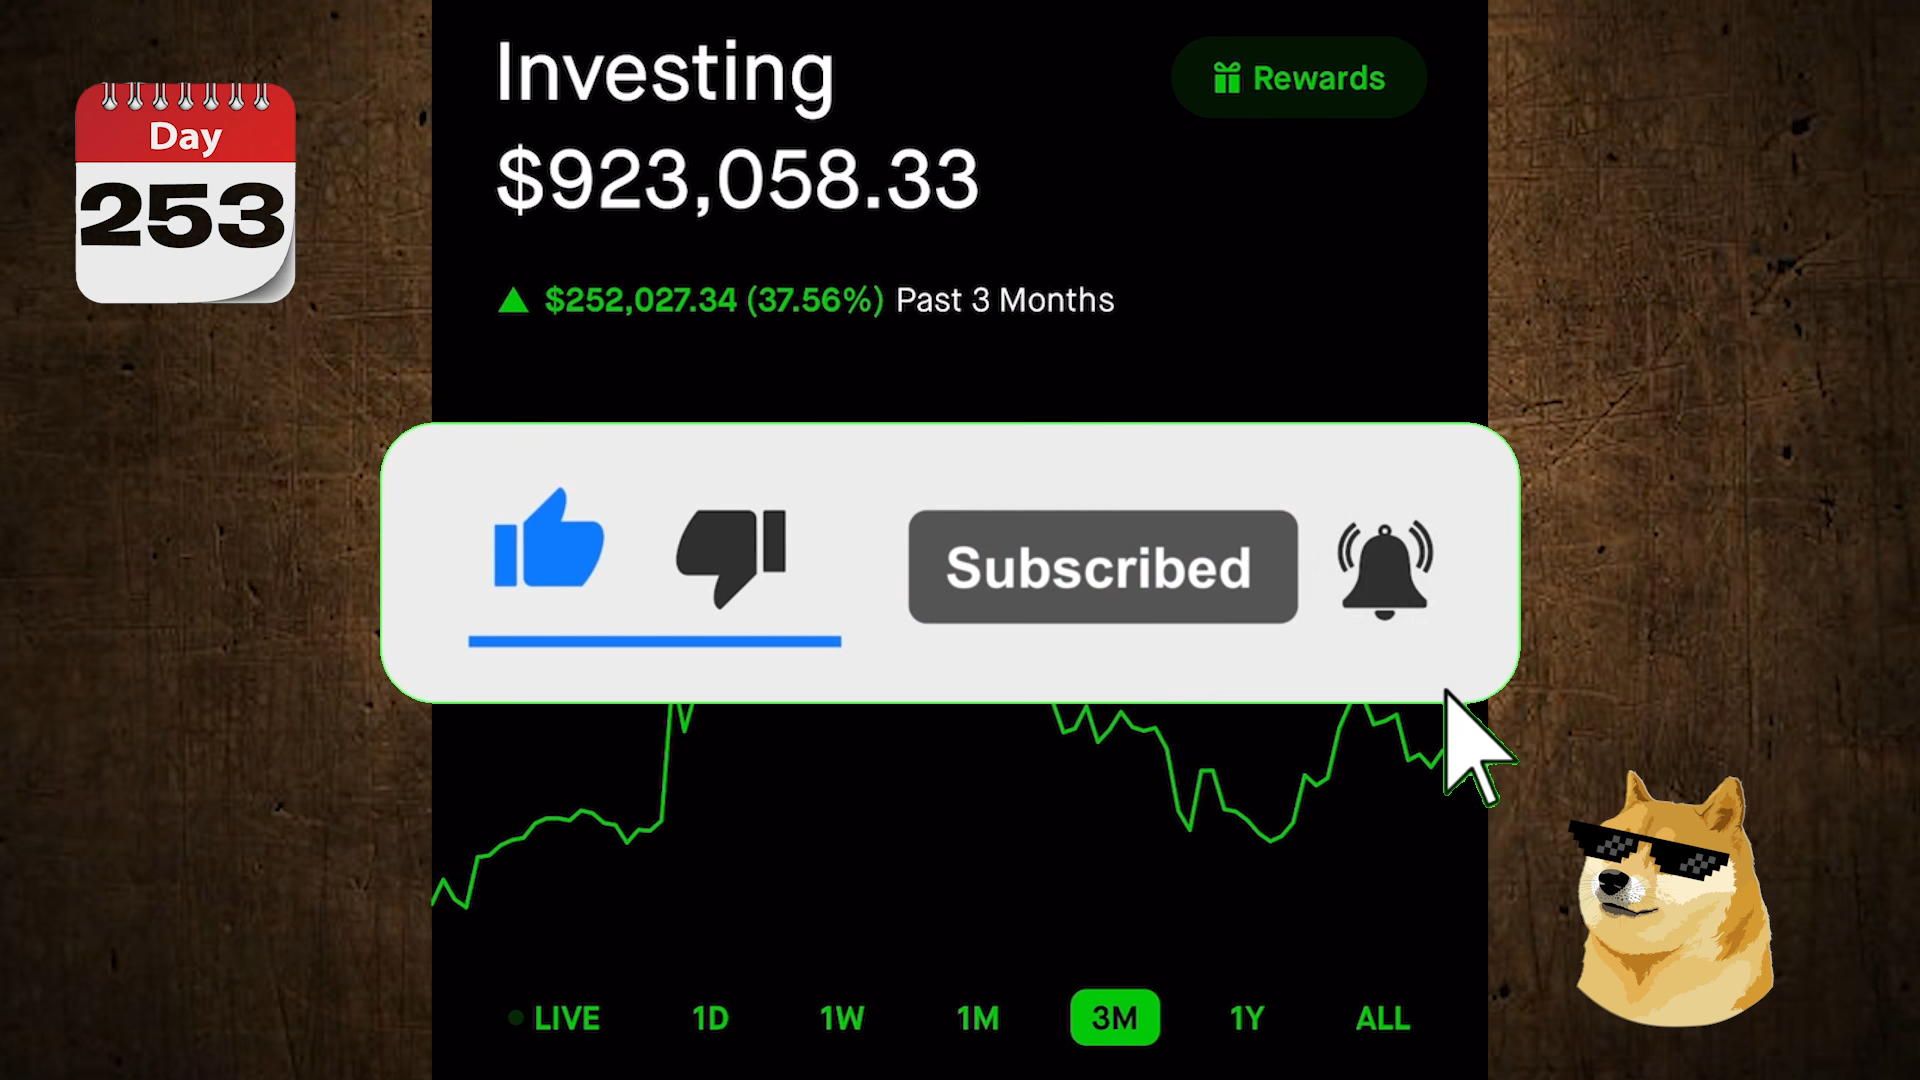 Investing
Rewards
Day
253
$923,058.33
$252,027.34 (37.56%) Past 3 Months
Subscribed
LIVE 1D 1W 1M 3M 1Y ALL